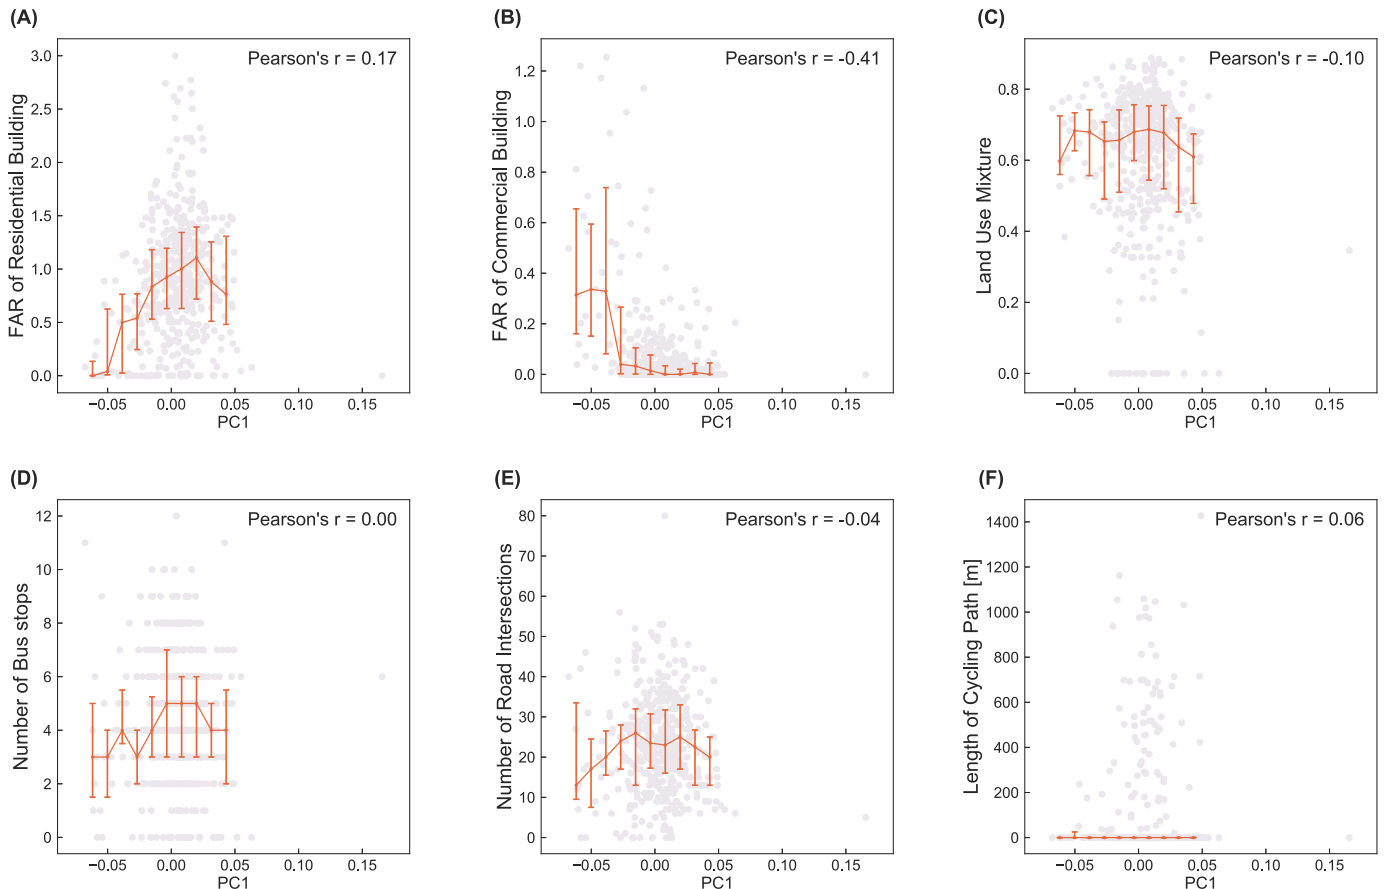 (A)
Pearson's r = 0.17
FAR of Residential Building
3.0
2.5
2.0
1.5
1.0
0.5
0.0
−0.05 0.00 0.05 0.10 0.15
PC1
(B)
Pearson's r = -0.41
FAR of Commercial Building
1.2
1.0
0.8
0.6
0.4
0.2
0.0
−0.05 0.00 0.05 0.10 0.15
PC1
(C)
Pearson's r = -0.10
Land Use Mixture
0.8
0.6
0.4
0.2
0.0
−0.05 0.00 0.05 0.10 0.15
PC1
(D)
Pearson's r = 0.00
Number of Bus stops
12
10
8
6
4
2
0
−0.05 0.00 0.05 0.10 0.15
PC1
(E)
Pearson's r = -0.04
Number of Road Intersections
80
70
60
50
40
30
20
10
0
−0.05 0.00 0.05 0.10 0.15
PC1
(F)
Pearson's r = 0.06
Length of Cycling Path [m]
1400
1200
1000
800
600
400
200
0
−0.05 0.00 0.05 0.10 0.15
PC1